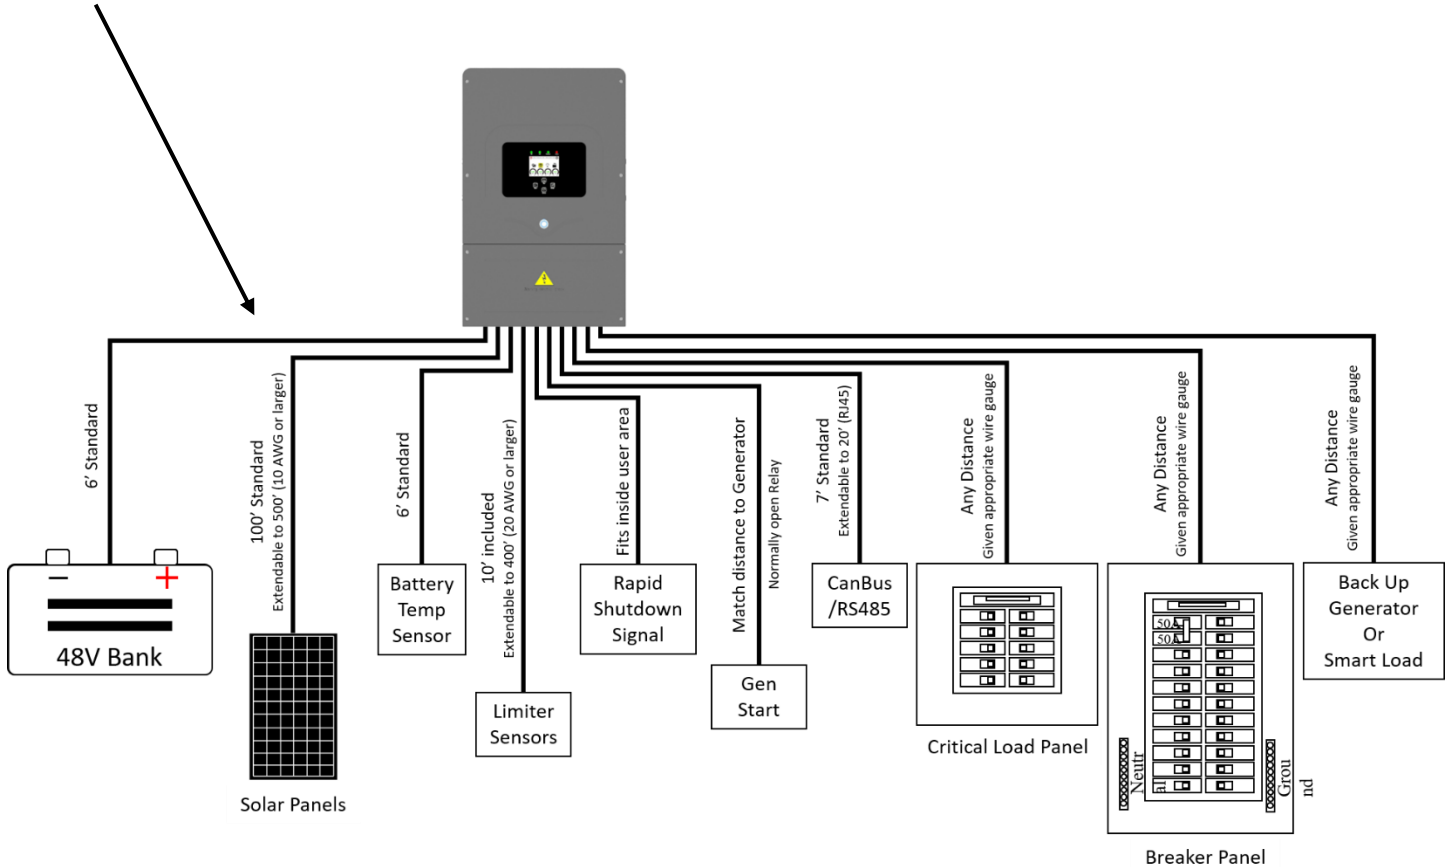 6’ Standard
100’ Standard
Extendable to 500’ (10 AWG or larger)
6’ Standard
10’ included
Extendable to 400’ (20 AWG or larger)
Fits inside user area
Match distance to Generator
Normally open Relay
7’ Standard
Extendable to 20’ (RJ45)
Any Distance
Given appropriate wire gauge
Any Distance
Given appropriate wire gauge
Any Distance
Given appropriate wire gauge
48V Bank
Solar Panels
Battery
Temp
Sensor
Limiter
Sensors
Rapid
Shutdown
Signal
Gen
Start
CanBus
/RS485
Critical Load Panel
50A
50A
Neutr
al
Grou
nd
Breaker Panel
Back Up
Generator
Or
Smart Load